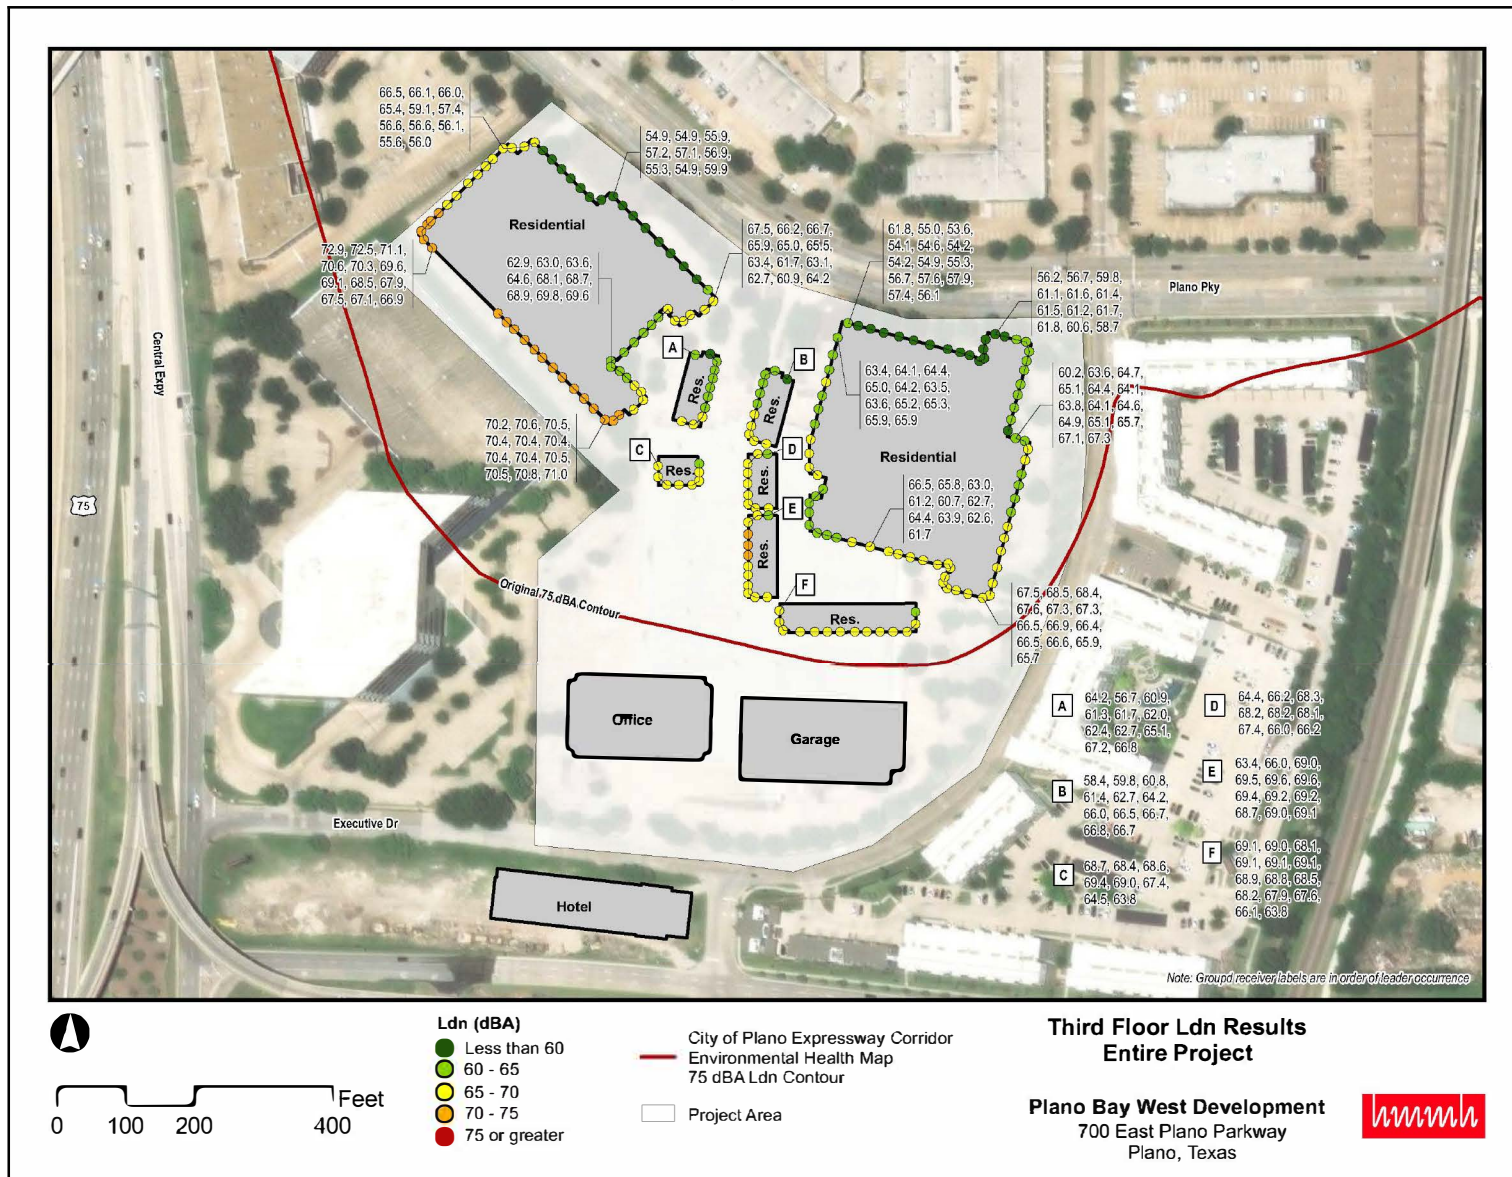 66.5, 66.1, 66.0,
65.4, 59.1, 57.4,
56.6, 56.6, 56.1,
55.6, 56.0
54.9, 54.9, 55.9,
57.2, 57.1, 56.9,
55.3, 54.9, 59.9
Residential
72.9, 72.5, 71.1,
70.6, 70.3, 69.6,
69.1, 68.5, 67.9,
67.5, 67.1, 66.9
62.9, 63.0, 63.6,
64.6, 68.1, 68.7,
68.9, 69.8, 69.6
67.5, 66.2, 66.7,
65.9, 65.0, 65.5,
63.4, 61.7, 63.1,
62.7, 60.9, 64.2
61.8, 55.0, 53.6,
54.1, 54.6, 54.2,
54.2, 54.9, 55.3,
56.7, 57.6, 57.9,
57.4, 56.1
56.2, 56.7, 59.8,
61.1, 61.6, 61.4,
61.5, 61.2, 61.7,
61.8, 60.6, 58.7
Plano Pky
Central Expy
A
Res.
B
Res.
63.4, 64.1, 64.4,
65.0, 64.2, 63.5,
63.6, 65.2, 65.3,
65.9, 65.9
60.2, 63.6, 64.7,
65.1, 64.4, 64.1,
63.8, 64.1, 64.6,
64.9, 65.1, 65.7,
67.1, 67.3
70.2, 70.6, 70.5,
70.4, 70.4, 70.4,
70.4, 70.4, 70.5,
70.5, 70.8, 71.0
C
Res.
D
Res.
Residential
75
E
Res.
66.5, 65.8, 63.0,
61.2, 60.7, 62.7,
64.4, 63.9, 62.6,
61.7
Original 75 dBA Contour
F
Res.
67.5, 68.5, 68.4,
67.6, 67.3, 67.3,
66.5, 66.9, 66.4,
66.5, 66.6, 65.9,
65.7
Office
Garage
A
64.2, 56.7, 60.9,
61.3, 61.7, 62.0,
62.4, 62.7, 65.1,
67.2, 66.8
D
64.4, 66.2, 68.3,
68.2, 68.2, 68.1,
67.4, 66.0, 66.2
B
58.4, 59.8, 60.8,
61.4, 62.7, 64.2,
66.0, 66.5, 66.7,
66.8, 66.7
E
63.4, 66.0, 69.0,
69.5, 69.6, 69.6,
69.4, 69.2, 69.2,
68.7, 69.0, 69.1
Executive Dr
C
68.7, 68.4, 68.6,
69.4, 69.0, 67.4,
64.5, 63.8
F
69.1, 69.0, 68.1,
69.1, 69.1, 69.1,
68.9, 68.8, 68.5,
68.2, 67.9, 67.6,
66.1, 63.8
Hotel
Note: Groupd receiver labels are in order of leader occurrence
0 100 200 400 Feet
Ldn (dBA)
Less than 60
60 - 65
65 - 70
70 - 75
75 or greater
City of Plano Expressway Corridor
Environmental Health Map
75 dBA Ldn Contour
Project Area
Third Floor Ldn Results
Entire Project
Plano Bay West Development
700 East Plano Parkway
Plano, Texas
hmmh